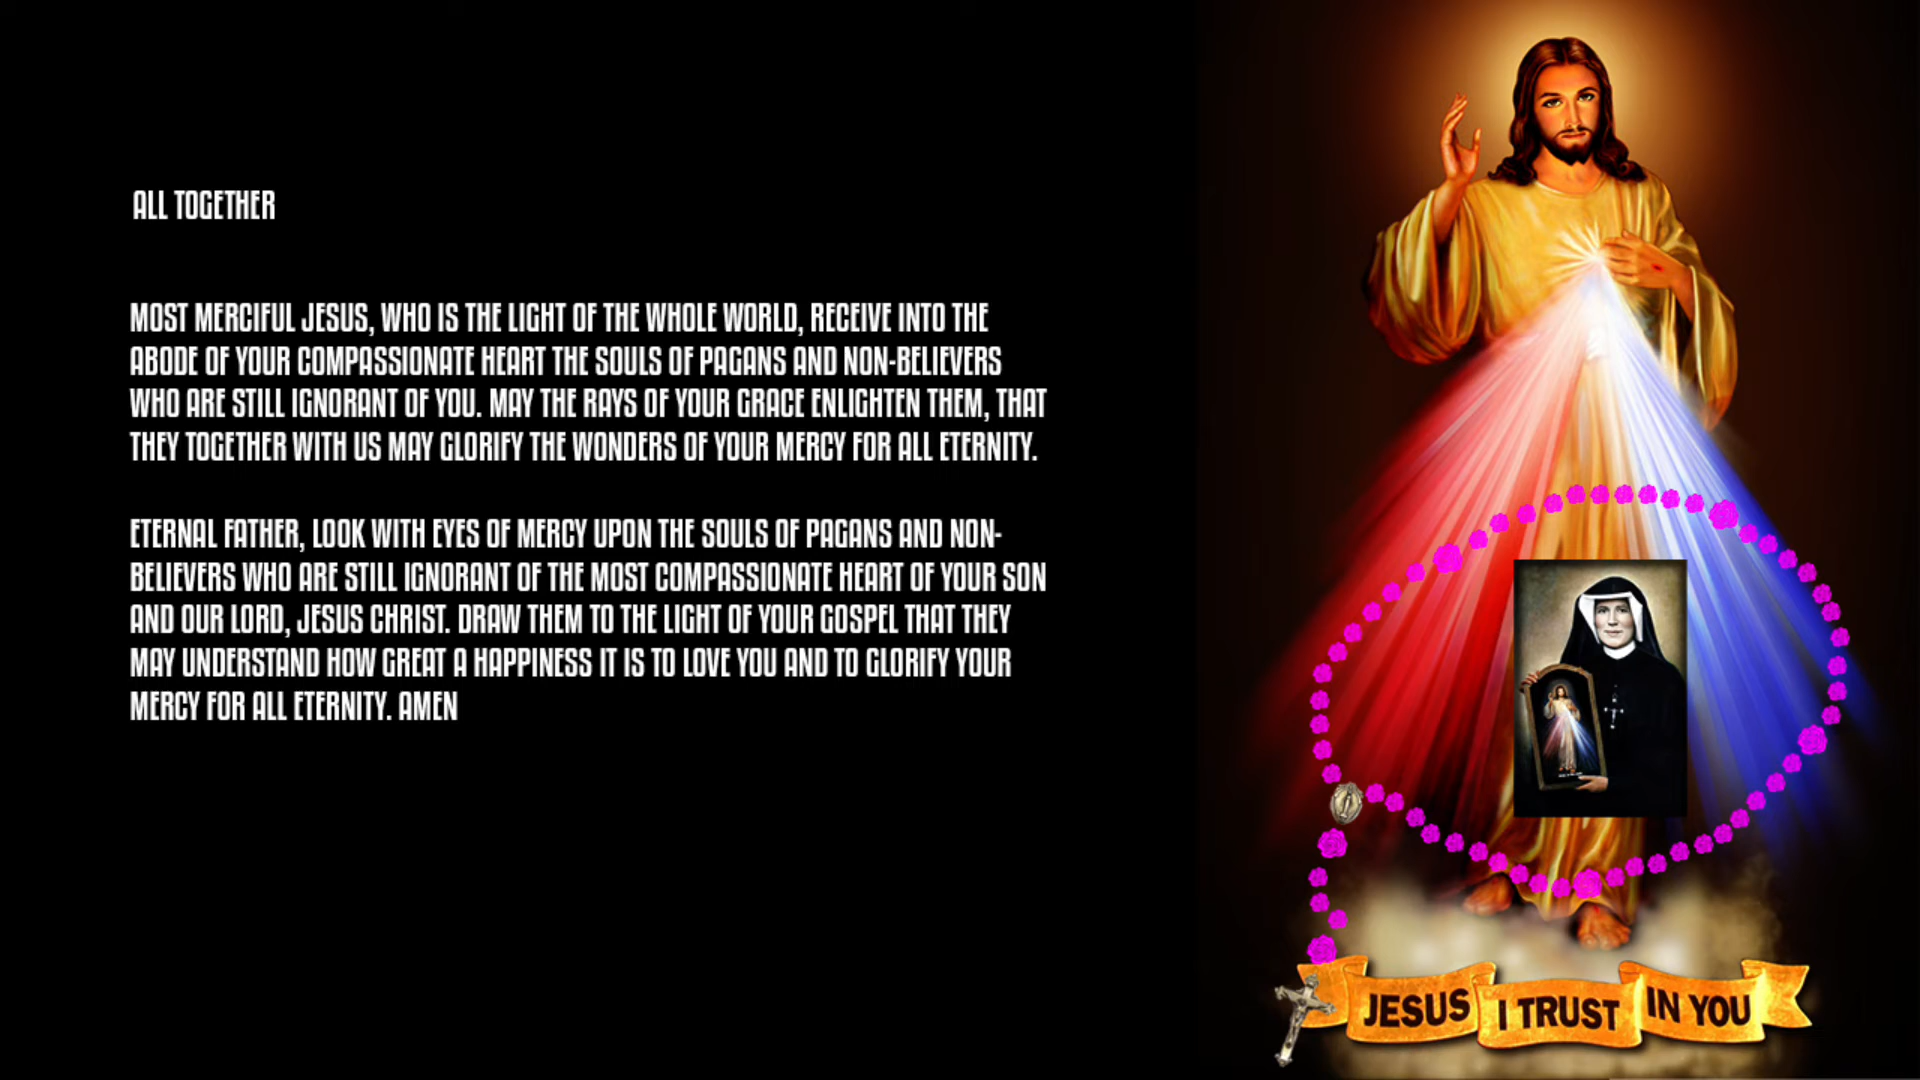 ALL TOGETHER
MOST MERCIFUL JESUS, WHO IS THE LIGHT OF THE WHOLE WORLD, RECEIVE INTO THE
ABODE OF YOUR COMPASSIONATE HEART THE SOULS OF PAGANS AND NON-BELIEVERS
WHO ARE STILL IGNORANT OF YOU. MAY THE RAYS OF YOUR GRACE ENLIGHTEN THEM, THAT
THEY TOGETHER WITH US MAY GLORIFY THE WONDERS OF YOUR MERCY FOR ALL ETERNITY.
ETERNAL FATHER, LOOK WITH EYES OF MERCY UPON THE SOULS OF PAGANS AND NON-
BELIEVERS WHO ARE STILL IGNORANT OF THE MOST COMPASSIONATE HEART OF YOUR SON
AND OUR LORD, JESUS CHRIST. DRAW THEM TO THE LIGHT OF YOUR GOSPEL THAT THEY
MAY UNDERSTAND HOW GREAT A HAPPINESS IT IS TO LOVE YOU AND TO GLORIFY YOUR
MERCY FOR ALL ETERNITY. AMEN
JESUS I TRUST IN YOU